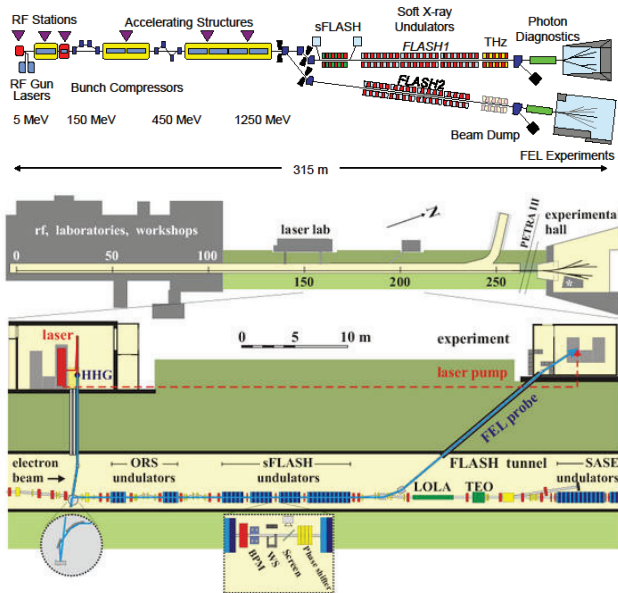 RF Stations
Accelerating Structures
sFLASH
Soft X-ray
Undulators
FLASH1
THz
Photon
Diagnostics
RF Gun
Lasers
Bunch Compressors
FLASH2
5 MeV
150 MeV
450 MeV
1250 MeV
Beam Dump
FEL Experiments
315 m
rf, laboratories, workshops
0
50
100
laser lab
N
PETRA III
experimental
hall
150
200
250
*
laser
HHG
0
5
10 m
experiment
laser pump
FEL probe
electron
beam
ORS
undulators
sFLASH
undulators
FLASH tunnel
SASE
undulators
LOLA
TEO
BPM
WS
Screen
Phase shifter